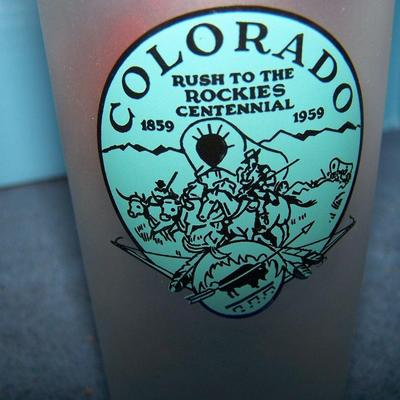 COLORADO
RUSH TO THE
ROCKIES
CENTENNIAL
1859 1959